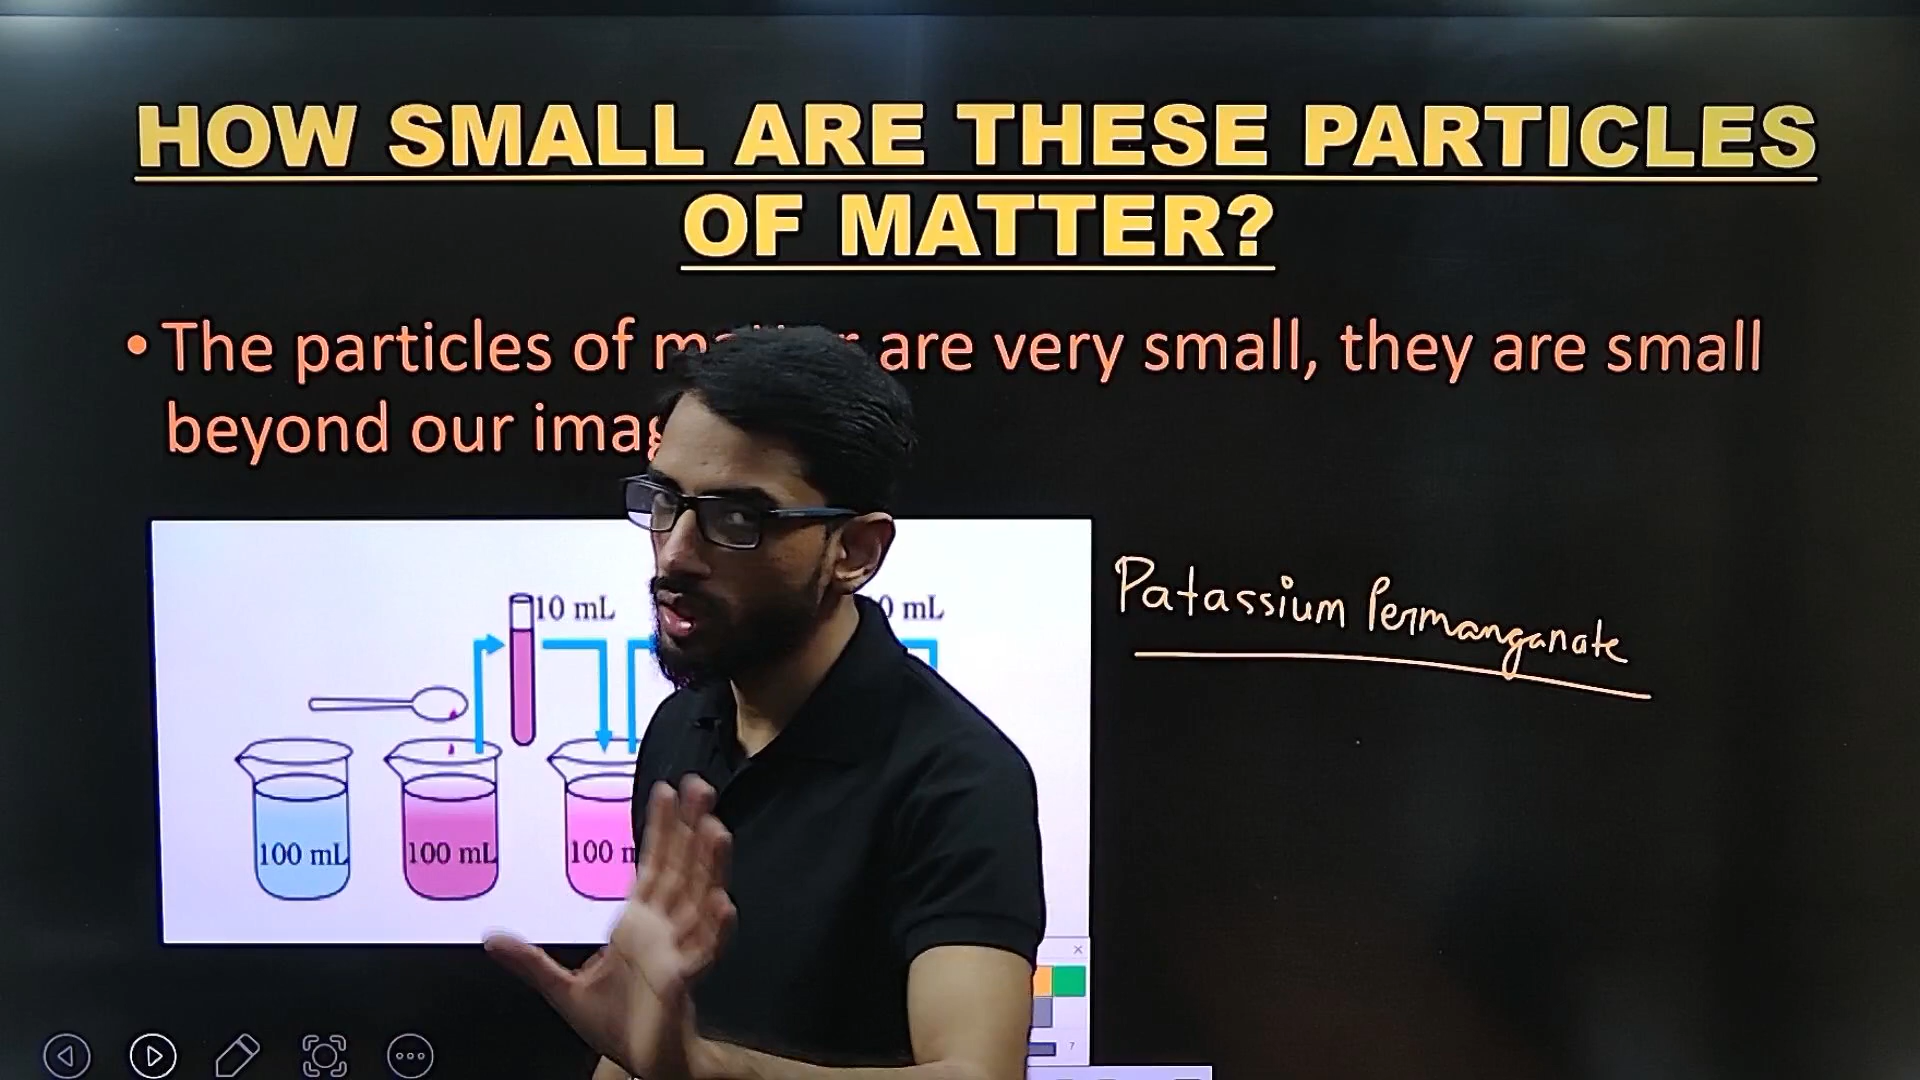 HOW SMALL ARE THESE PARTICLES
OF MATTER?
• The particles of are very small, they are small
beyond our
10 mL
0 mL
Patassium Permanganate
100 mL
100 mL
100
7